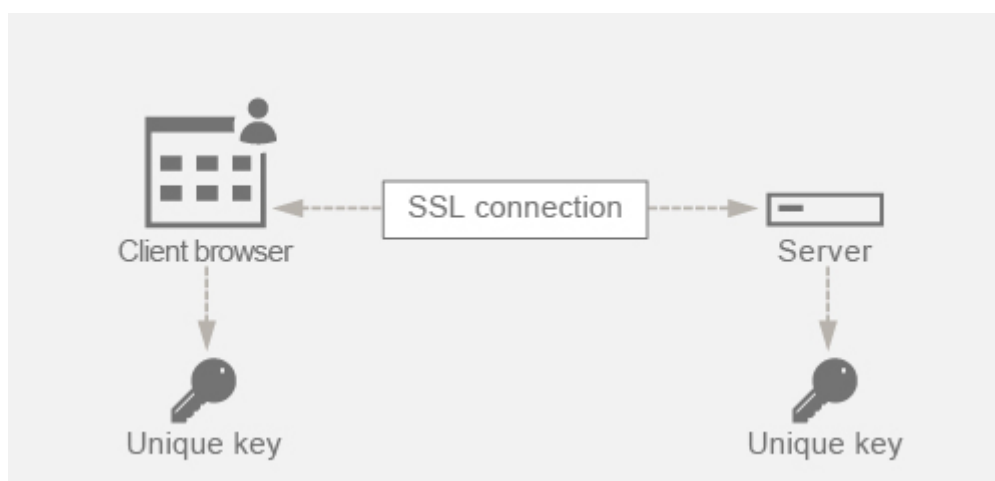 SSL connection
Client browser
Server
Unique key
Unique key